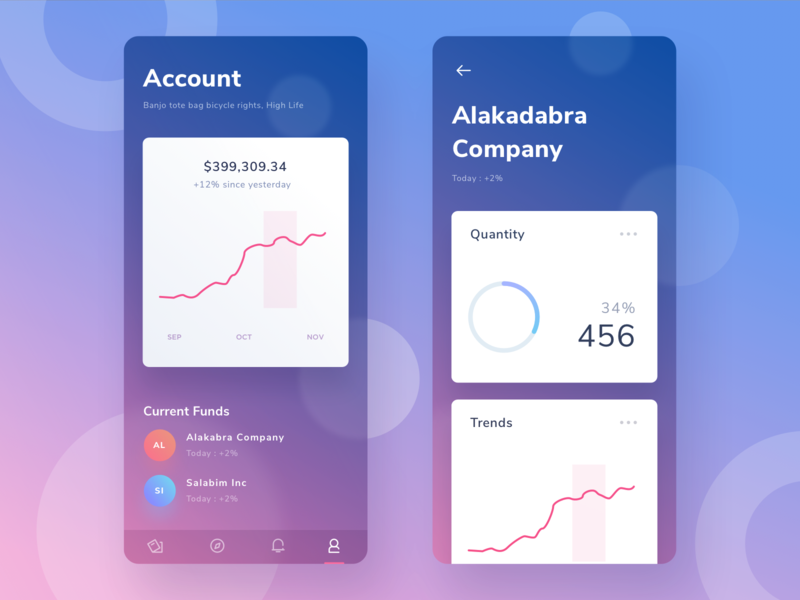 Account
Banjo tote bag bicycle rights, High Life
$399,309.34
+12% since yesterday
SEP OCT NOV
Current Funds
AL
Alakabra Company
Today : +2%
SI
Salabim Inc
Today : +2%
Alakadabra
Company
Today : +2%
Quantity
34%
456
Trends